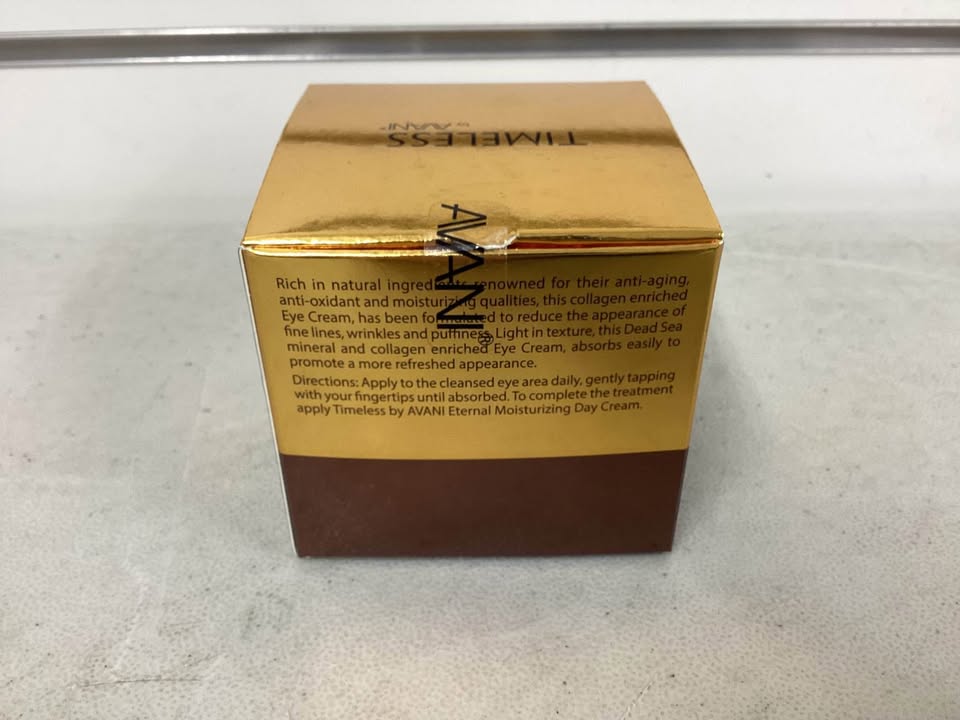 TIMELESS
by AVANI®
AVANI®
Rich in natural ingredients renowned for their anti-aging,
anti-oxidant and moisturizing qualities, this collagen enriched
Eye Cream, has been formulated to reduce the appearance of
fine lines, wrinkles and puffiness. Light in texture, this Dead Sea
mineral and collagen enriched Eye Cream, absorbs easily to
promote a more refreshed appearance.
Directions: Apply to the cleansed eye area daily, gently tapping
with your fingertips until absorbed. To complete the treatment
apply Timeless by AVANI Eternal Moisturizing Day Cream.